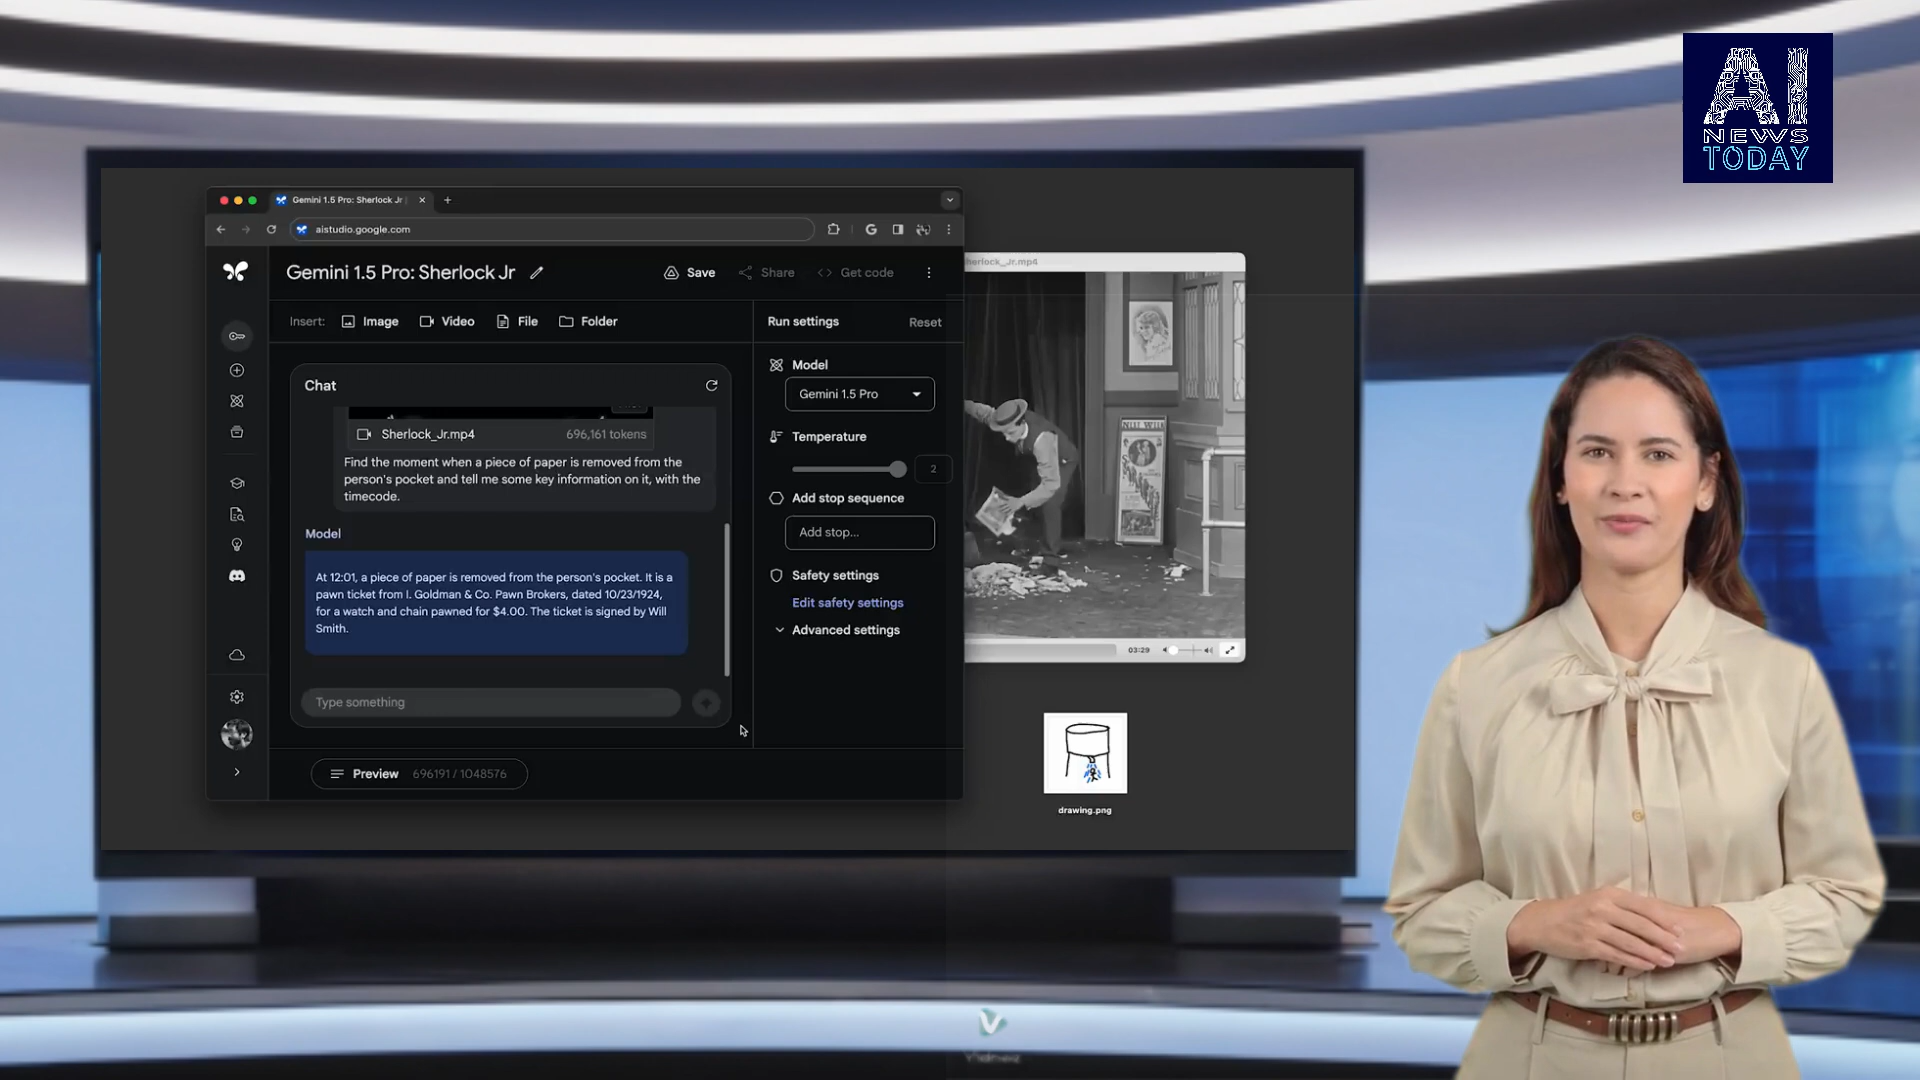 AI
NEWS
TODAY
Gemini 1.5 Pro: Sherlock Jr
aistudio.google.com
Gemini 1.5 Pro: Sherlock Jr
Save
Share
Get code
Insert:
Image
Video
File
Folder
Run settings
Reset
Chat
Sherlock_Jr.mp4
696,161 tokens
Find the moment when a piece of paper is removed from the
person's pocket and tell me some key information on it, with the
timecode.
Model
At 12:01, a piece of paper is removed from the person's pocket. It is a
pawn ticket from I. Goldman & Co. Pawn Brokers, dated 10/23/1924,
for a watch and chain pawned for $4.00. The ticket is signed by Will
Smith.
Type something
Preview
696191 / 1048576
Model
Gemini 1.5 Pro
Temperature
2
Add stop sequence
Add stop...
Safety settings
Edit safety settings
Advanced settings
herlock_Jr.mp4
03:29
drawing.png